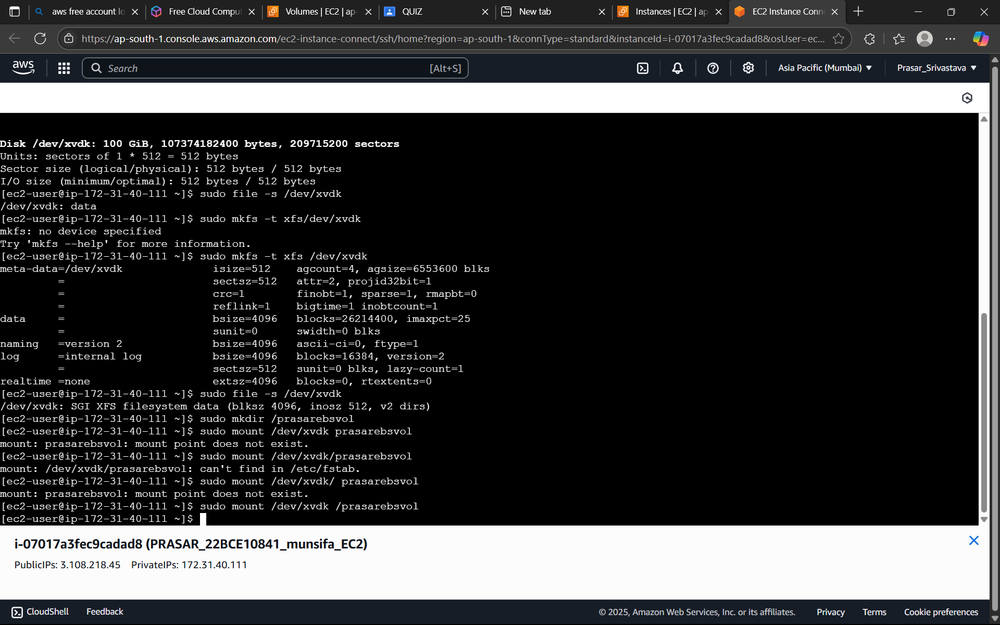 aws free account lo
Free Cloud Comput
Volumes | EC2 | ap-
QUIZ
New tab
Instances | EC2 | ap
EC2 Instance Conn
https://ap-south-1.console.aws.amazon.com/ec2-instance-connect/ssh/home?region=ap-south-1&connType=standard&instanceId=i-07017a3fec9cadad8&osUser=ec...
aws
Search [Alt+S]
Asia Pacific (Mumbai)
Prasar_Srivastava
Disk /dev/xvdk: 100 GiB, 107374182400 bytes, 209715200 sectors
Units: sectors of 1 * 512 = 512 bytes
Sector size (logical/physical): 512 bytes / 512 bytes
I/O size (minimum/optimal): 512 bytes / 512 bytes
[ec2-user@ip-172-31-40-111 ~]$ sudo file -s /dev/xvdk
/dev/xvdk: data
[ec2-user@ip-172-31-40-111 ~]$ sudo mkfs -t xfs/dev/xvdk
mkfs: no device specified
Try 'mkfs --help' for more information.
[ec2-user@ip-172-31-40-111 ~]$ sudo mkfs -t xfs /dev/xvdk
meta-data=/dev/xvdk              isize=512    agcount=4, agsize=6553600 blks
         =                       sectsz=512   attr=2, projid32bit=1
         =                       crc=1        finobt=1, sparse=1, rmapbt=0
         =                       reflink=1    bigtime=1 inobtcount=1
data     =                       bsize=4096   blocks=26214400, imaxpct=25
         =                       sunit=0      swidth=0 blks
naming   =version 2              bsize=4096   ascii-ci=0, ftype=1
log      =internal log           bsize=4096   blocks=16384, version=2
         =                       sectsz=512   sunit=0 blks, lazy-count=1
realtime =none                   extsz=4096   blocks=0, rtextents=0
[ec2-user@ip-172-31-40-111 ~]$ sudo file -s /dev/xvdk
/dev/xvdk: SGI XFS filesystem data (blksz 4096, inosz 512, v2 dirs)
[ec2-user@ip-172-31-40-111 ~]$ sudo mkdir /prasarebsvol
[ec2-user@ip-172-31-40-111 ~]$ sudo mount /dev/xvdk prasarebsvol
mount: prasarebsvol: mount point does not exist.
[ec2-user@ip-172-31-40-111 ~]$ sudo mount /dev/xvdk/prasarebsvol
mount: /dev/xvdk/prasarebsvol: can't find in /etc/fstab.
[ec2-user@ip-172-31-40-111 ~]$ sudo mount /dev/xvdk/ prasarebsvol
mount: prasarebsvol: mount point does not exist.
[ec2-user@ip-172-31-40-111 ~]$ sudo mount /dev/xvdk /prasarebsvol
[ec2-user@ip-172-31-40-111 ~]$
i-07017a3fec9cadad8 (PRASAR_22BCE10841_munsifa_EC2)
PublicIPs: 3.108.218.45 PrivateIPs: 172.31.40.111
CloudShell Feedback © 2025, Amazon Web Services, Inc. or its affiliates. Privacy Terms Cookie preferences